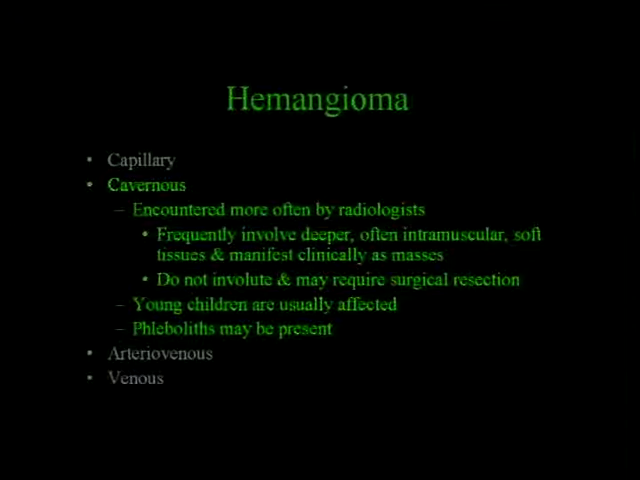 Hemangioma
• Capillary
• Cavernous
– Encountered more often by radiologists
• Frequently involve deeper, often intramuscular, soft
tissues & manifest clinically as masses
• Do not involute & may require surgical resection
– Young children are usually affected
– Phleboliths may be present
• Arteriovenous
• Venous